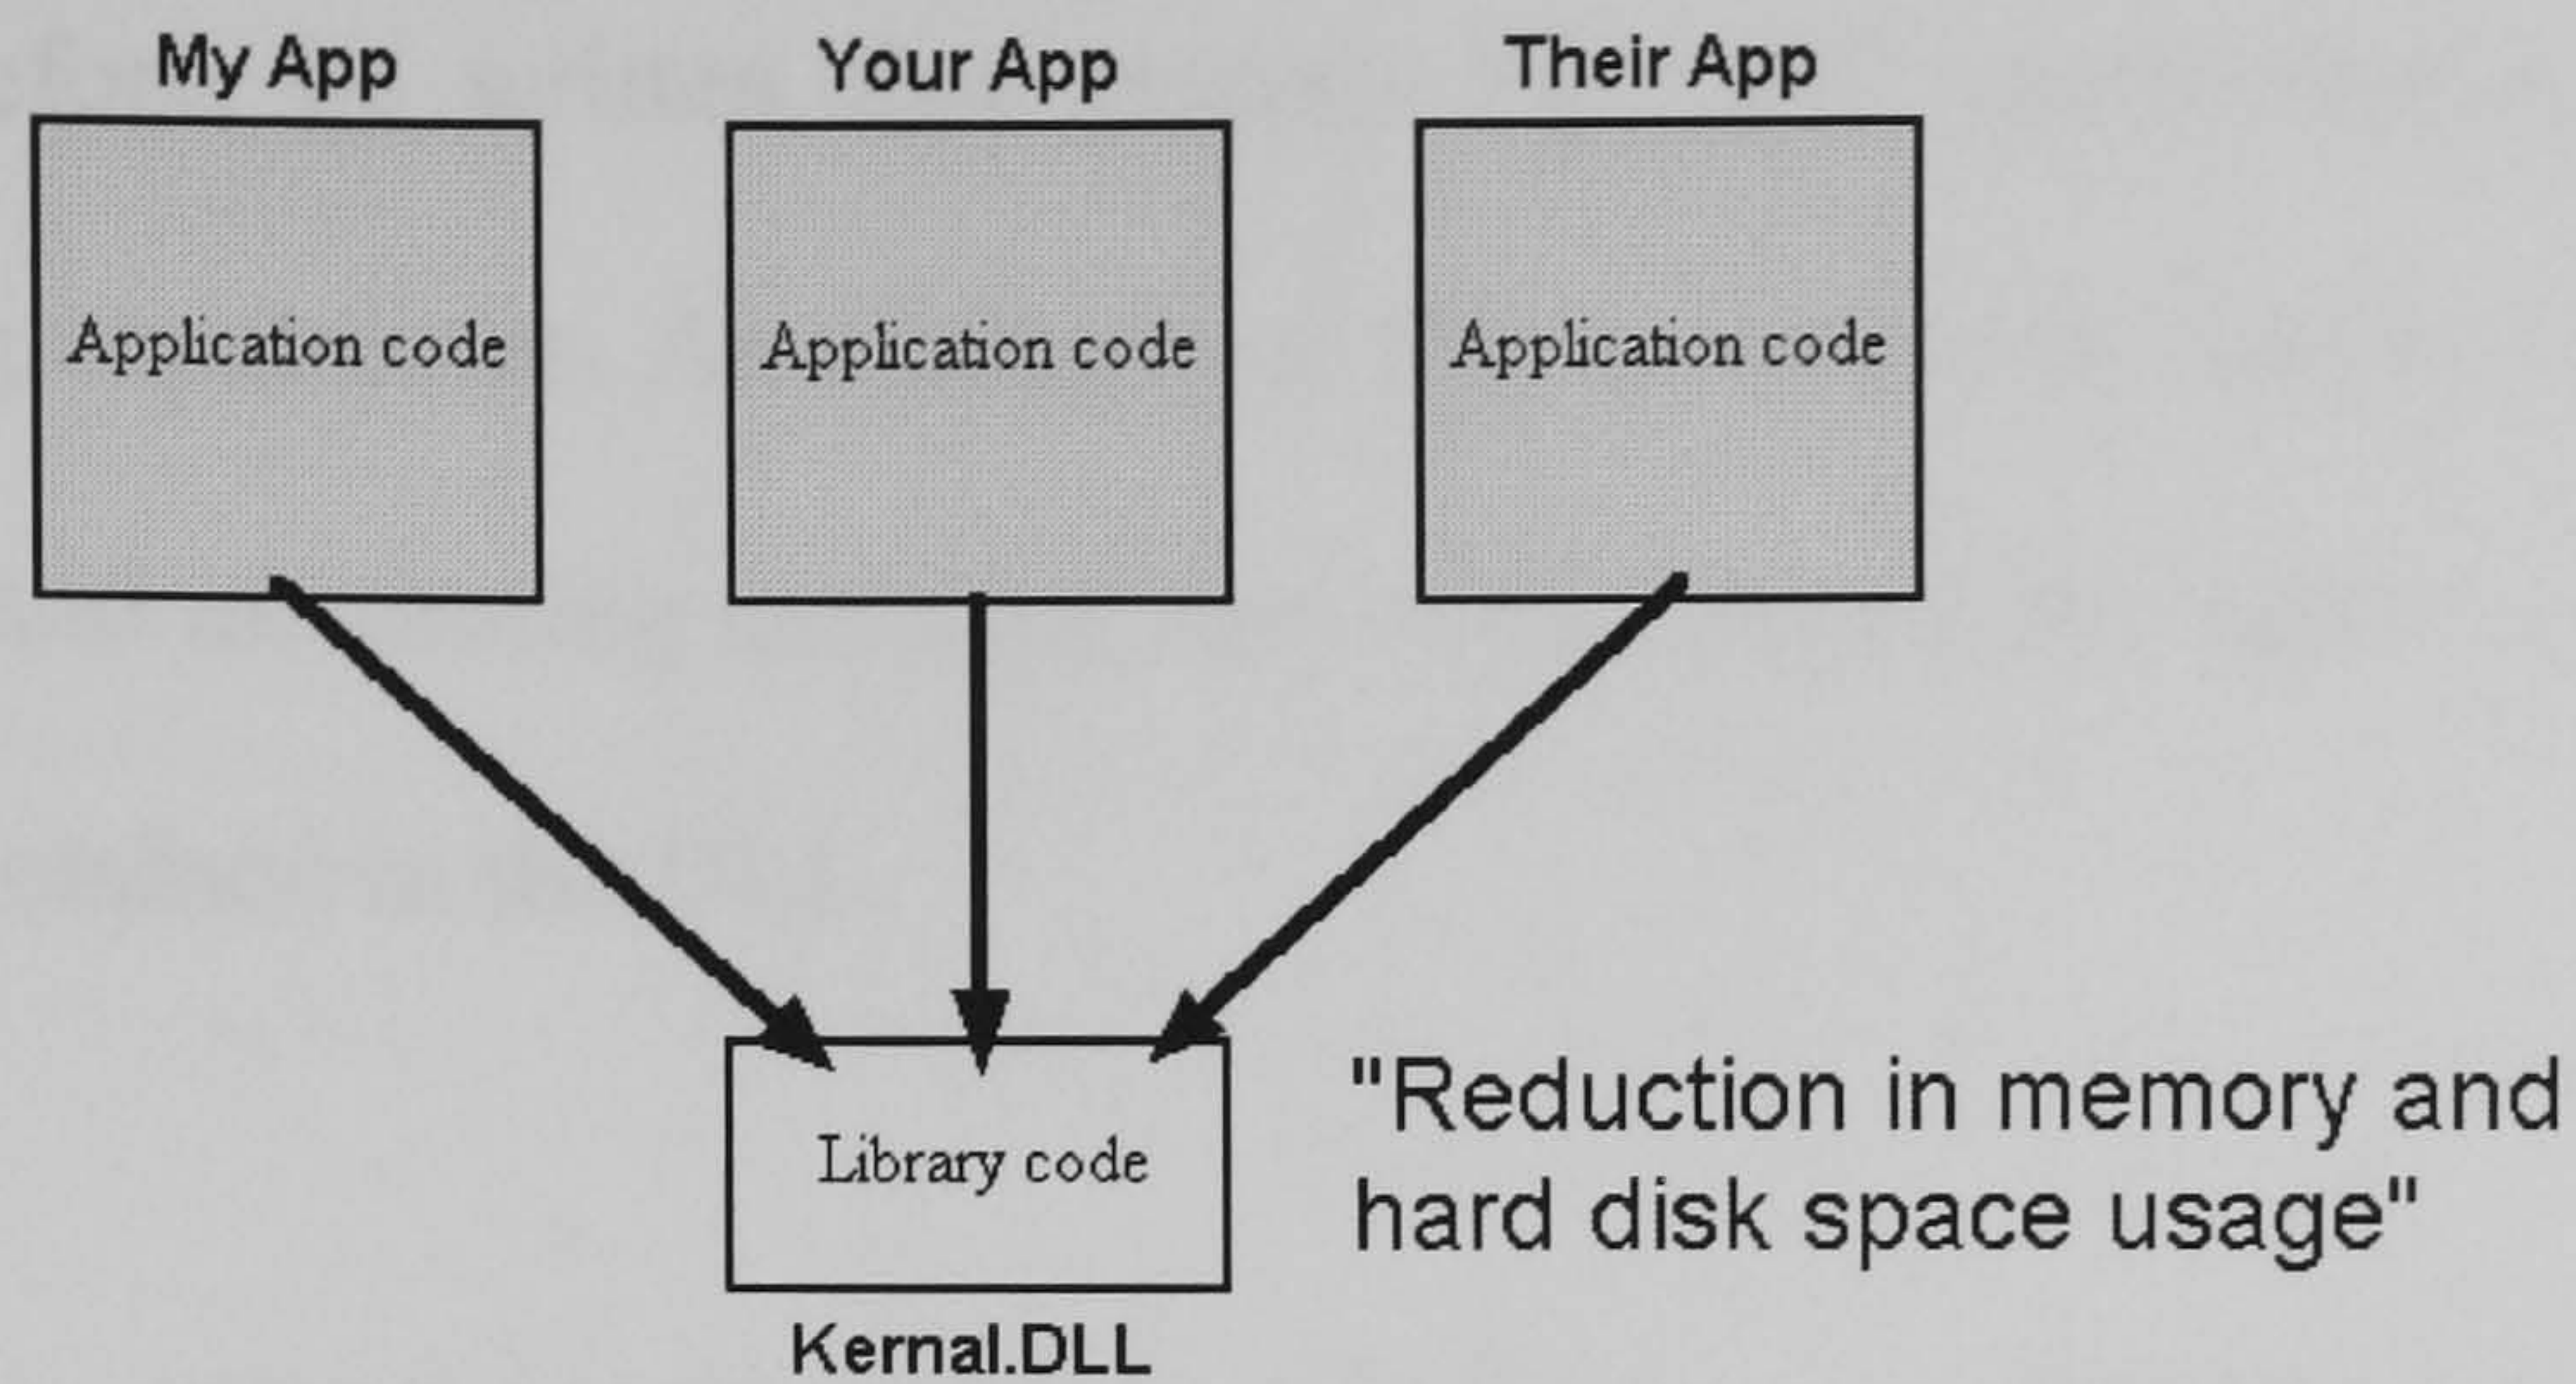 My App
Your App
Their App
Application code
Application code
Application code
Library code
"Reduction in memory and
hard disk space usage"
Kernal.DLL